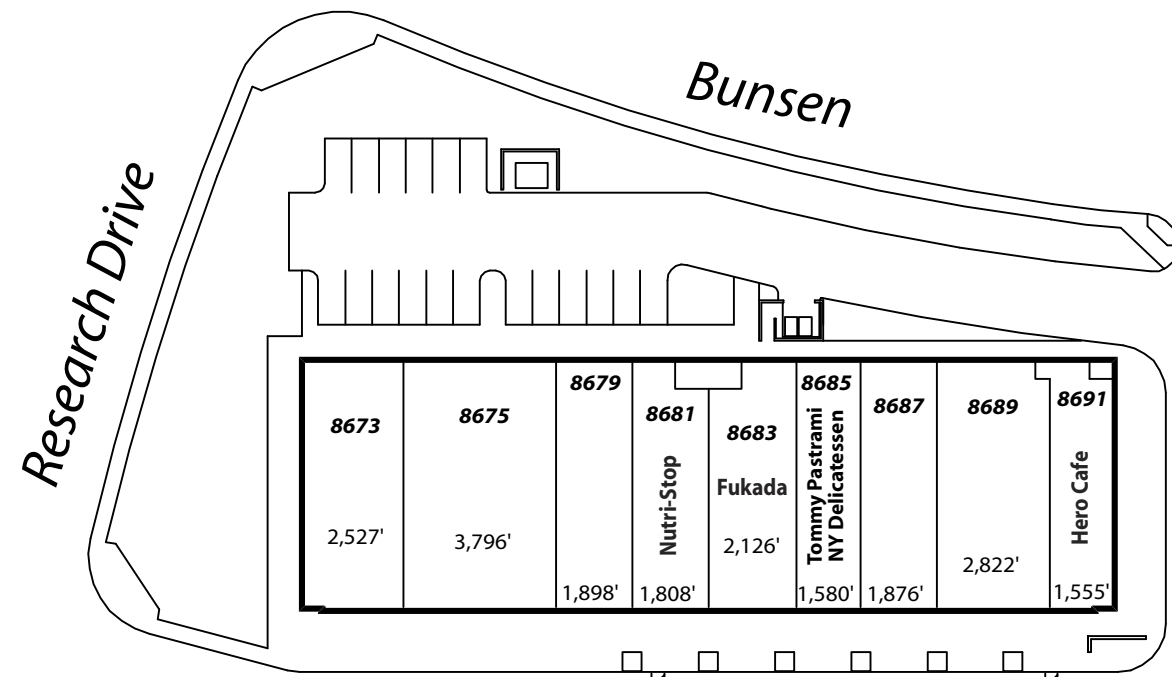 Bunsen
Research Drive
8673
2,527'
8675
3,796'
8679
1,898'
8681
Nutri-Stop
1,808'
8683
Fukada
2,126'
8685
Tommy Pastrami
NY Delicatessen
1,580'
8687
1,876'
8689
2,822'
8691
Hero Cafe
1,555'